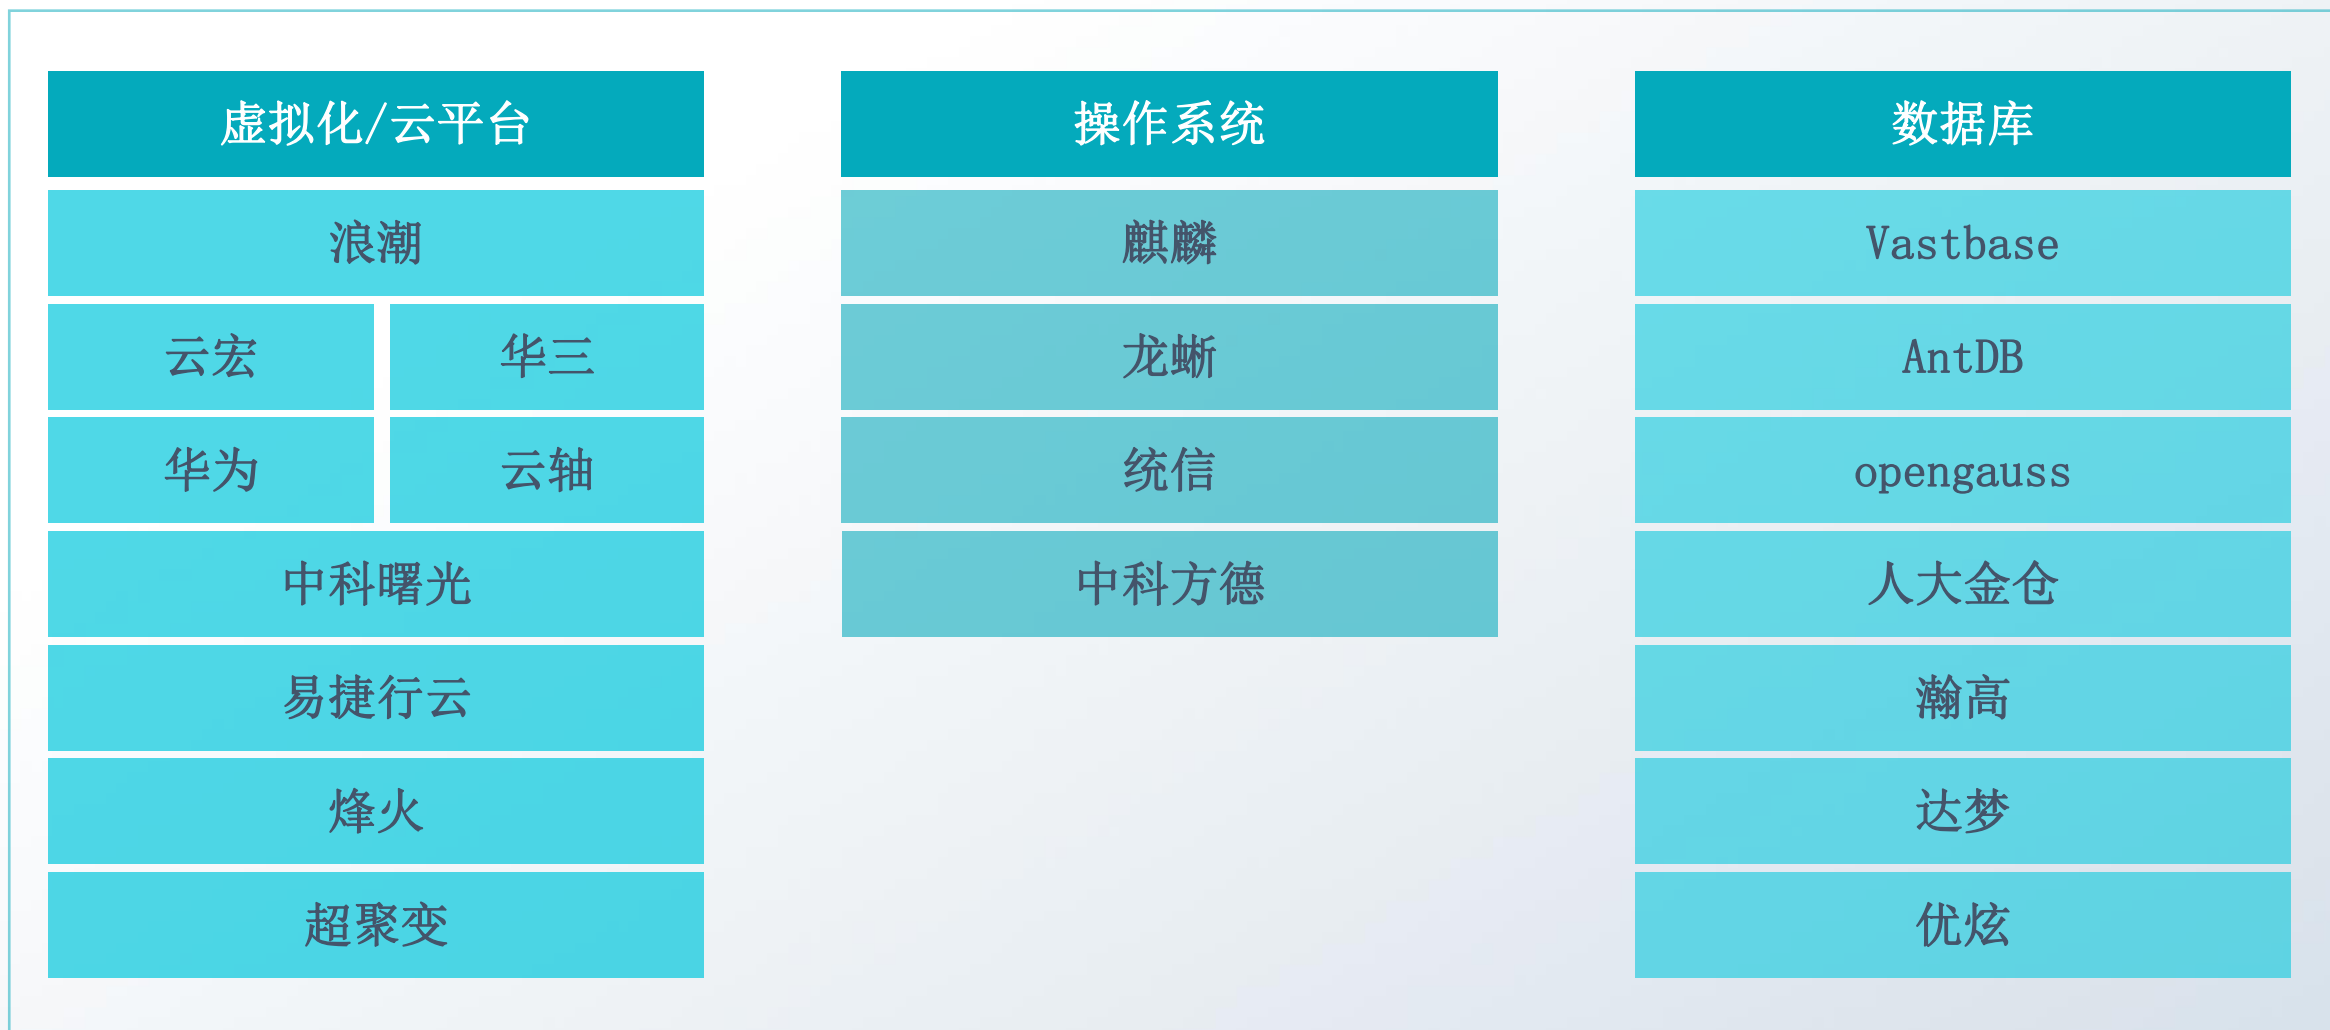 虚拟化/云平台
浪潮
云宏
华三
华为
云轴
中科曙光
易捷行云
烽火
超聚变
操作系统
麒麟
龙蜥
统信
中科方德
数据库
Vastbase
AntDB
opengauss
人大金仓
瀚高
达梦
优炫